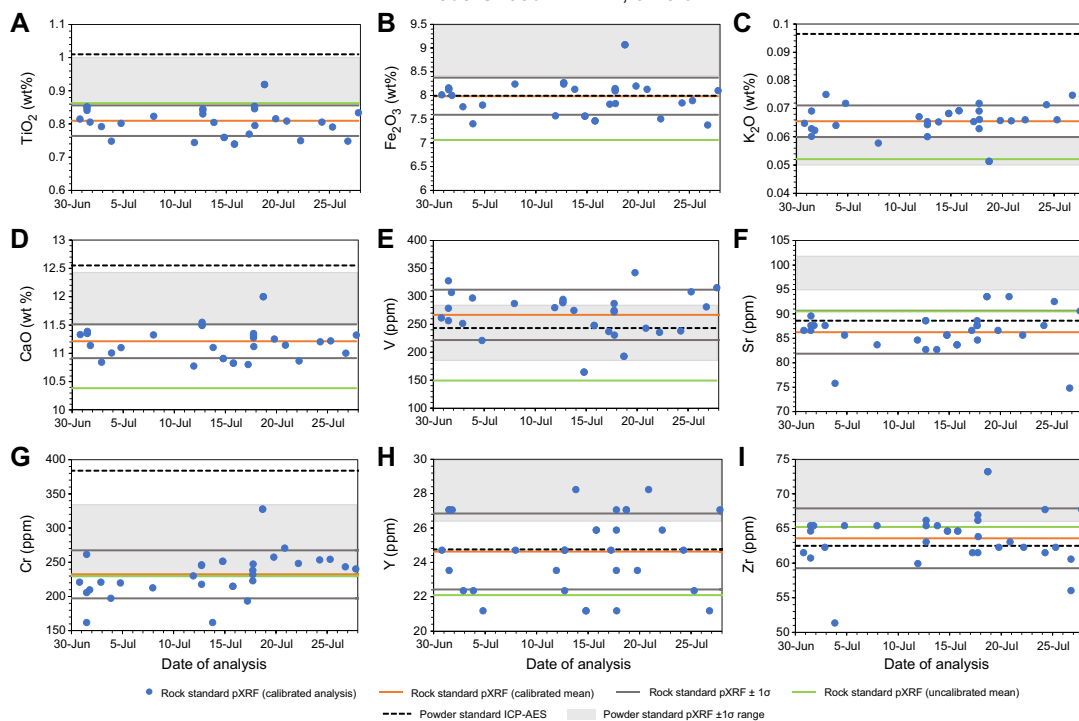 A
B
C
TiO2 (wt%)
1.1
1
0.9
0.8
0.7
0.6
30-Jun 5-Jul 10-Jul 15-Jul 20-Jul 25-Jul
Fe2O3 (wt%)
9.5
9
8.5
8
7.5
7
6.5
6
30-Jun 5-Jul 10-Jul 15-Jul 20-Jul 25-Jul
K2O (wt%)
0.1
0.09
0.08
0.07
0.06
0.05
0.04
30-Jun 5-Jul 10-Jul 15-Jul 20-Jul 25-Jul
D
E
F
CaO (wt %)
13
12.5
12
11.5
11
10.5
10
30-Jun 5-Jul 10-Jul 15-Jul 20-Jul 25-Jul
V (ppm)
400
350
300
250
200
150
100
30-Jun 5-Jul 10-Jul 15-Jul 20-Jul 25-Jul
Sr (ppm)
105
100
95
90
85
80
75
70
30-Jun 5-Jul 10-Jul 15-Jul 20-Jul 25-Jul
G
H
I
Cr (ppm)
400
350
300
250
200
150
30-Jun 5-Jul 10-Jul 15-Jul 20-Jul 25-Jul
Date of analysis
Y (ppm)
30
28
26
24
22
20
30-Jun 5-Jul 10-Jul 15-Jul 20-Jul 25-Jul
Date of analysis
Zr (ppm)
75
70
65
60
55
50
30-Jun 5-Jul 10-Jul 15-Jul 20-Jul 25-Jul
Date of analysis
Rock standard pXRF (calibrated analysis) Rock standard pXRF (calibrated mean) Rock standard pXRF ± 1σ Rock standard pXRF (uncalibrated mean)
Powder standard ICP-AES Powder standard pXRF ±1σ range